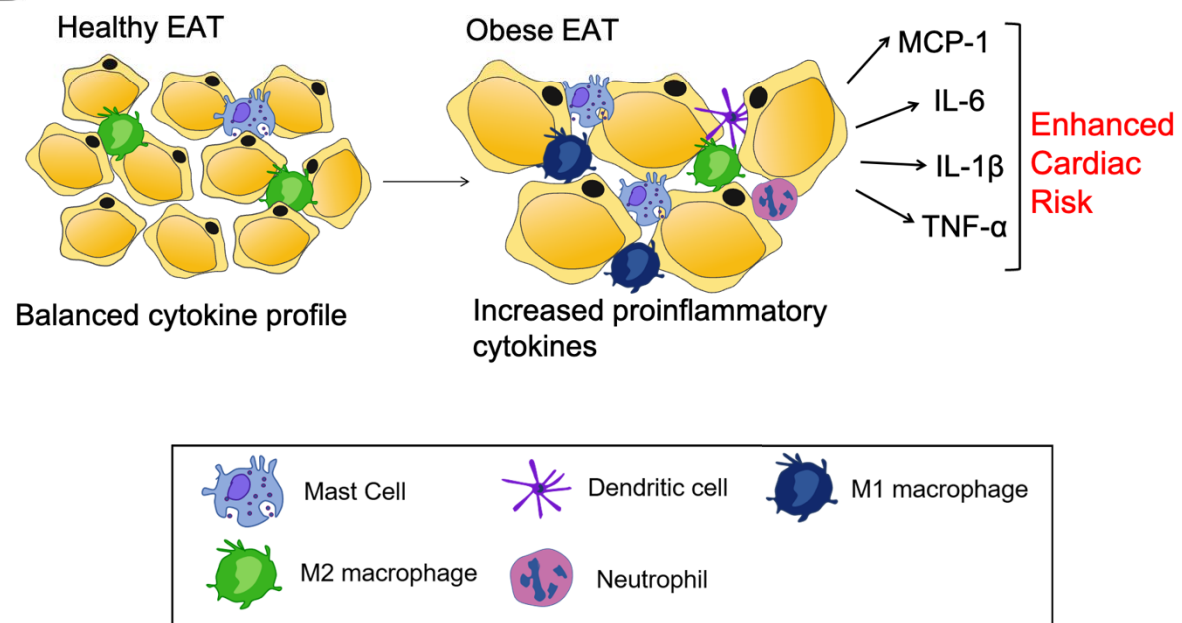 Healthy EAT
Obese EAT
MCP-1
IL-6
IL-1β
TNF-α
Enhanced
Cardiac
Risk
Balanced cytokine profile
Increased proinflammatory
cytokines
Mast Cell
Dendritic cell
M1 macrophage
M2 macrophage
Neutrophil